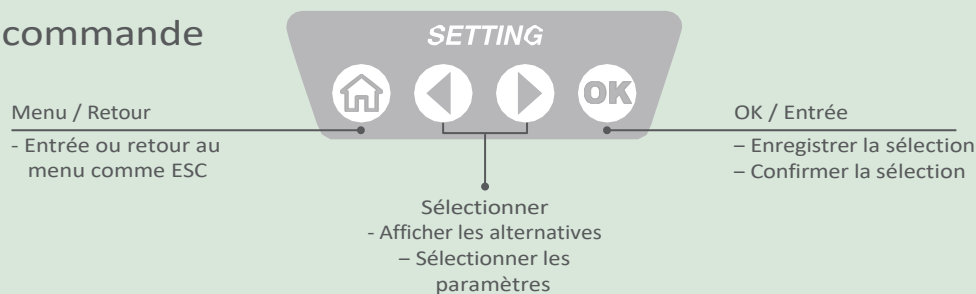 commande
SETTING
OK
Menu / Retour
- Entrée ou retour au
menu comme ESC
Sélectionner
- Afficher les alternatives
– Sélectionner les
paramètres
OK / Entrée
– Enregistrer la sélection
– Confirmer la sélection